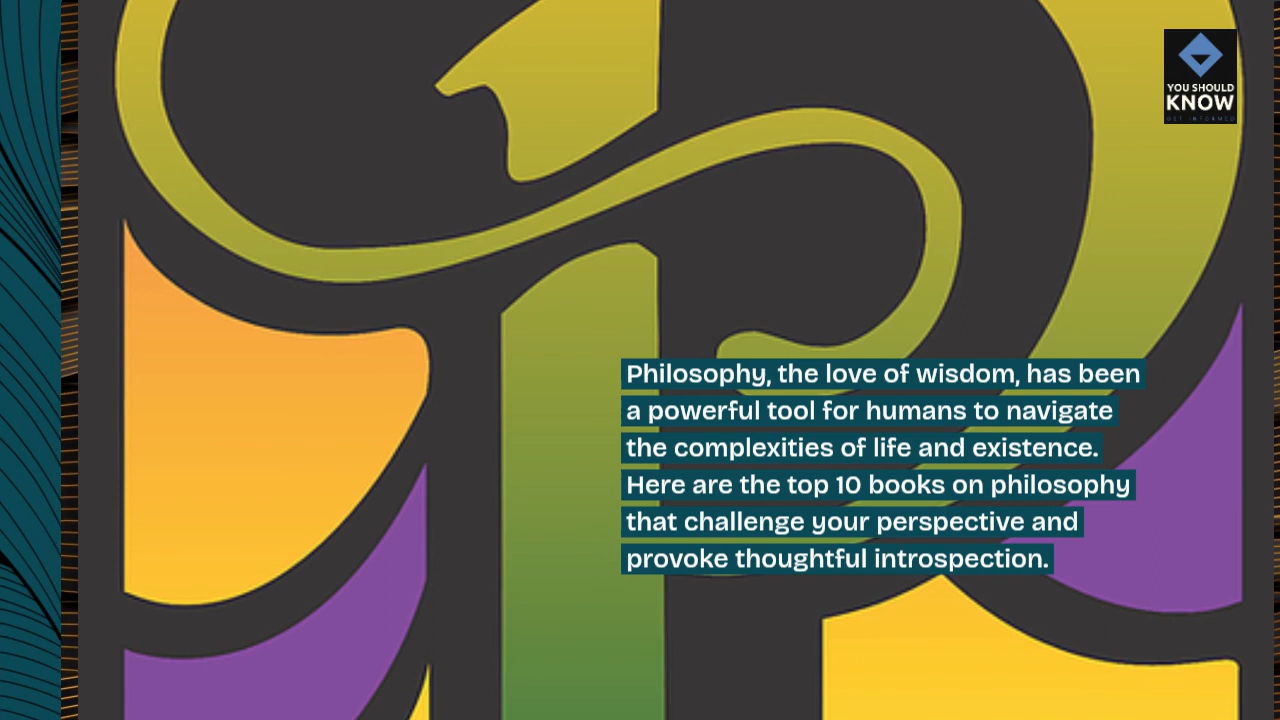 YOU SHOULD
KNOW
GET INFORMED
Philosophy, the love of wisdom, has been
a powerful tool for humans to navigate
the complexities of life and existence.
Here are the top 10 books on philosophy
that challenge your perspective and
provoke thoughtful introspection.